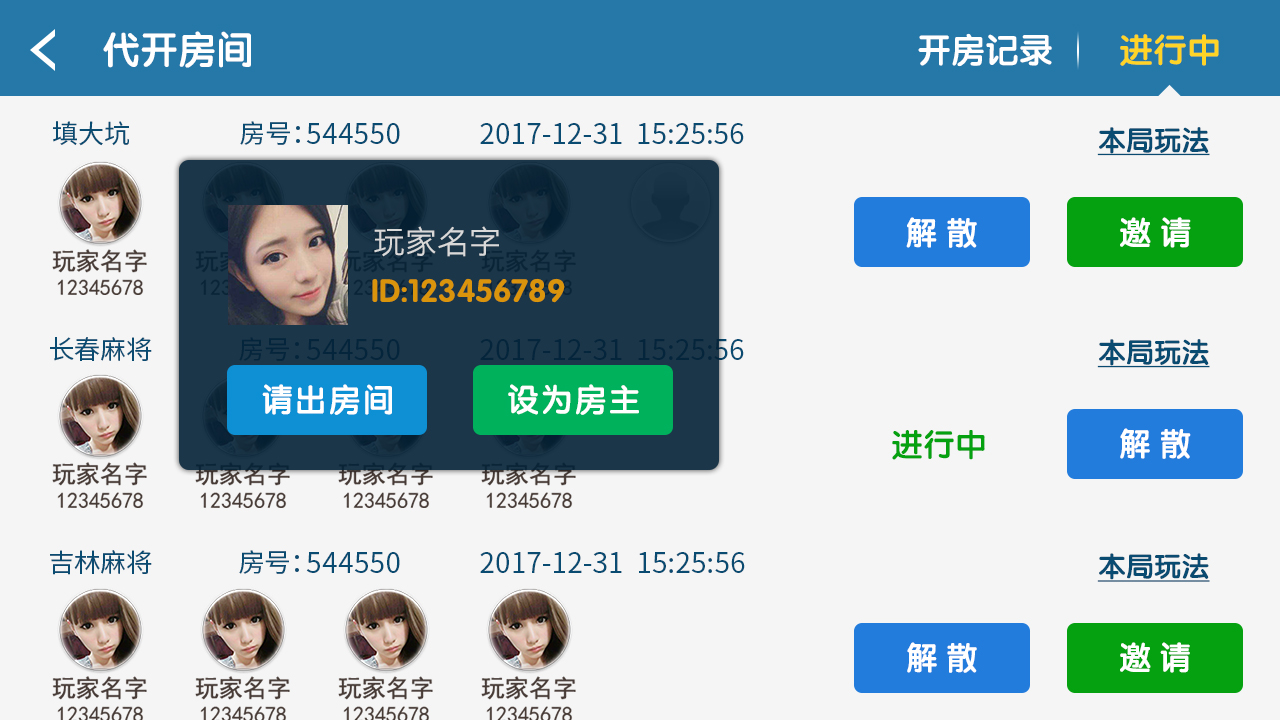 代开房间
开房记录
进行中
填大坑 房号：544550 2017-12-31 15:25:56
本局玩法
玩家名字
12345678
玩家名字
ID:123456789
请出房间
设为房主
解散
邀请
长春麻将 房号：544550 2017-12-31 15:25:56
本局玩法
进行中
解散
玩家名字 玩家名字 玩家名字 玩家名字
12345678 12345678 12345678 12345678
吉林麻将 房号：544550 2017-12-31 15:25:56
本局玩法
解散
邀请
玩家名字 玩家名字 玩家名字 玩家名字
12345678 12345678 12345678 12345678